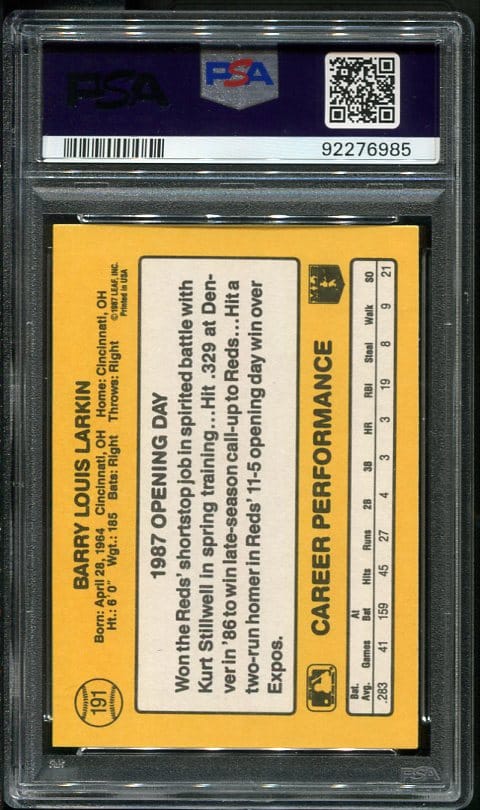 PSA
PSA
92276985
191
BARRY LOUIS LARKIN
Born: April 28, 1964 Cincinnati, OH Home: Cincinnati, OH
Ht.: 6'0" Wgt.: 185 Bats: Right Throws: Right
© 1987 LEAF, INC.
Printed in USA
1987 OPENING DAY
Won the Reds' shortstop job in spirited battle with
Kurt Stillwell in spring training...Hit .329 at Den-
ver in '86 to win late-season call-up to Reds...Hit a
two-run homer in Reds' 11-5 opening day win over
Expos.
CAREER PERFORMANCE
Bat. Avg. Games At Bat Hits Runs 2B 3B HR RBI Steal Walk SO
.283 41 159 45 27 4 3 3 19 8 9 21
PSA